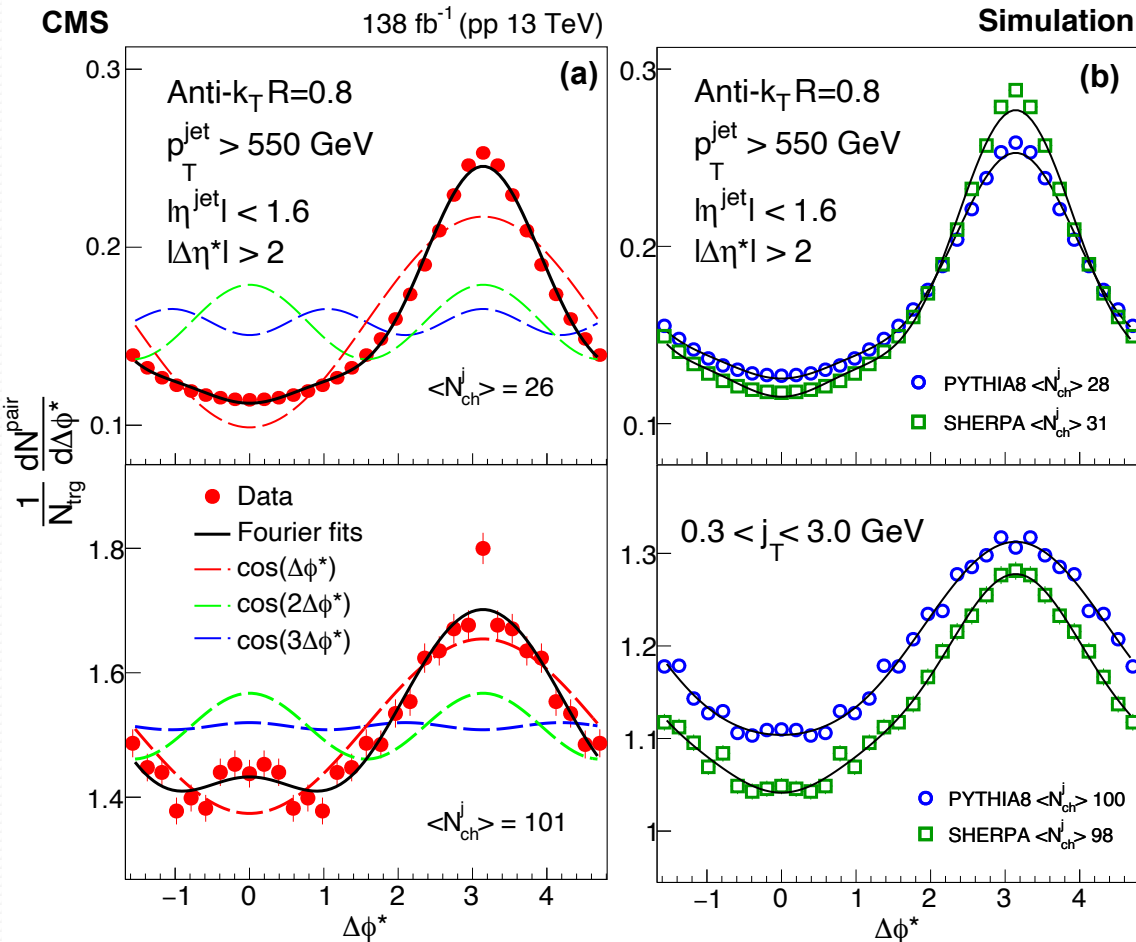 CMS
138 fb⁻¹ (pp 13 TeV)
Simulation
(a)
Anti-k_T R=0.8
p_T^jet > 550 GeV
|η^jet| < 1.6
|Δη*| > 2
<N_ch^j> = 26
0.3
0.2
0.1
(b)
Anti-k_T R=0.8
p_T^jet > 550 GeV
|η^jet| < 1.6
|Δη*| > 2
PYTHIA8 <N_ch^j> 28
SHERPA <N_ch^j> 31
0.3
0.2
0.1
1/N_trg dN^pair/dΔϕ*
Data
Fourier fits
cos(Δϕ*)
cos(2Δϕ*)
cos(3Δϕ*)
<N_ch^j> = 101
1.8
1.6
1.4
−1 0 1 2 3 4
Δϕ*
0.3 < j_T < 3.0 GeV
PYTHIA8 <N_ch^j> 100
SHERPA <N_ch^j> 98
1.3
1.2
1.1
1
−1 0 1 2 3 4
Δϕ*